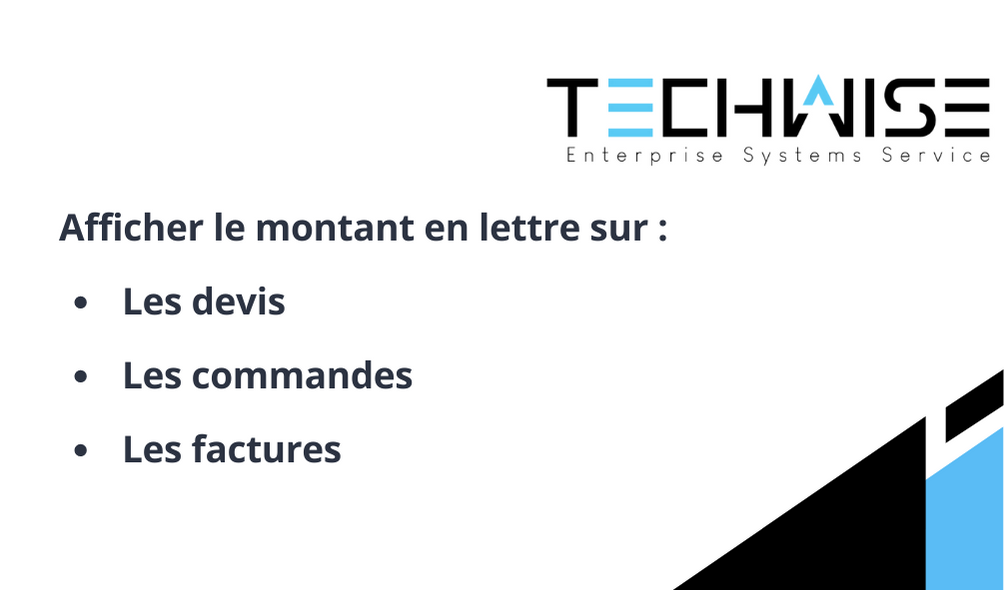 TECHWISE
Enterprise Systems Service
Afficher le montant en lettre sur :
• Les devis
• Les commandes
• Les factures